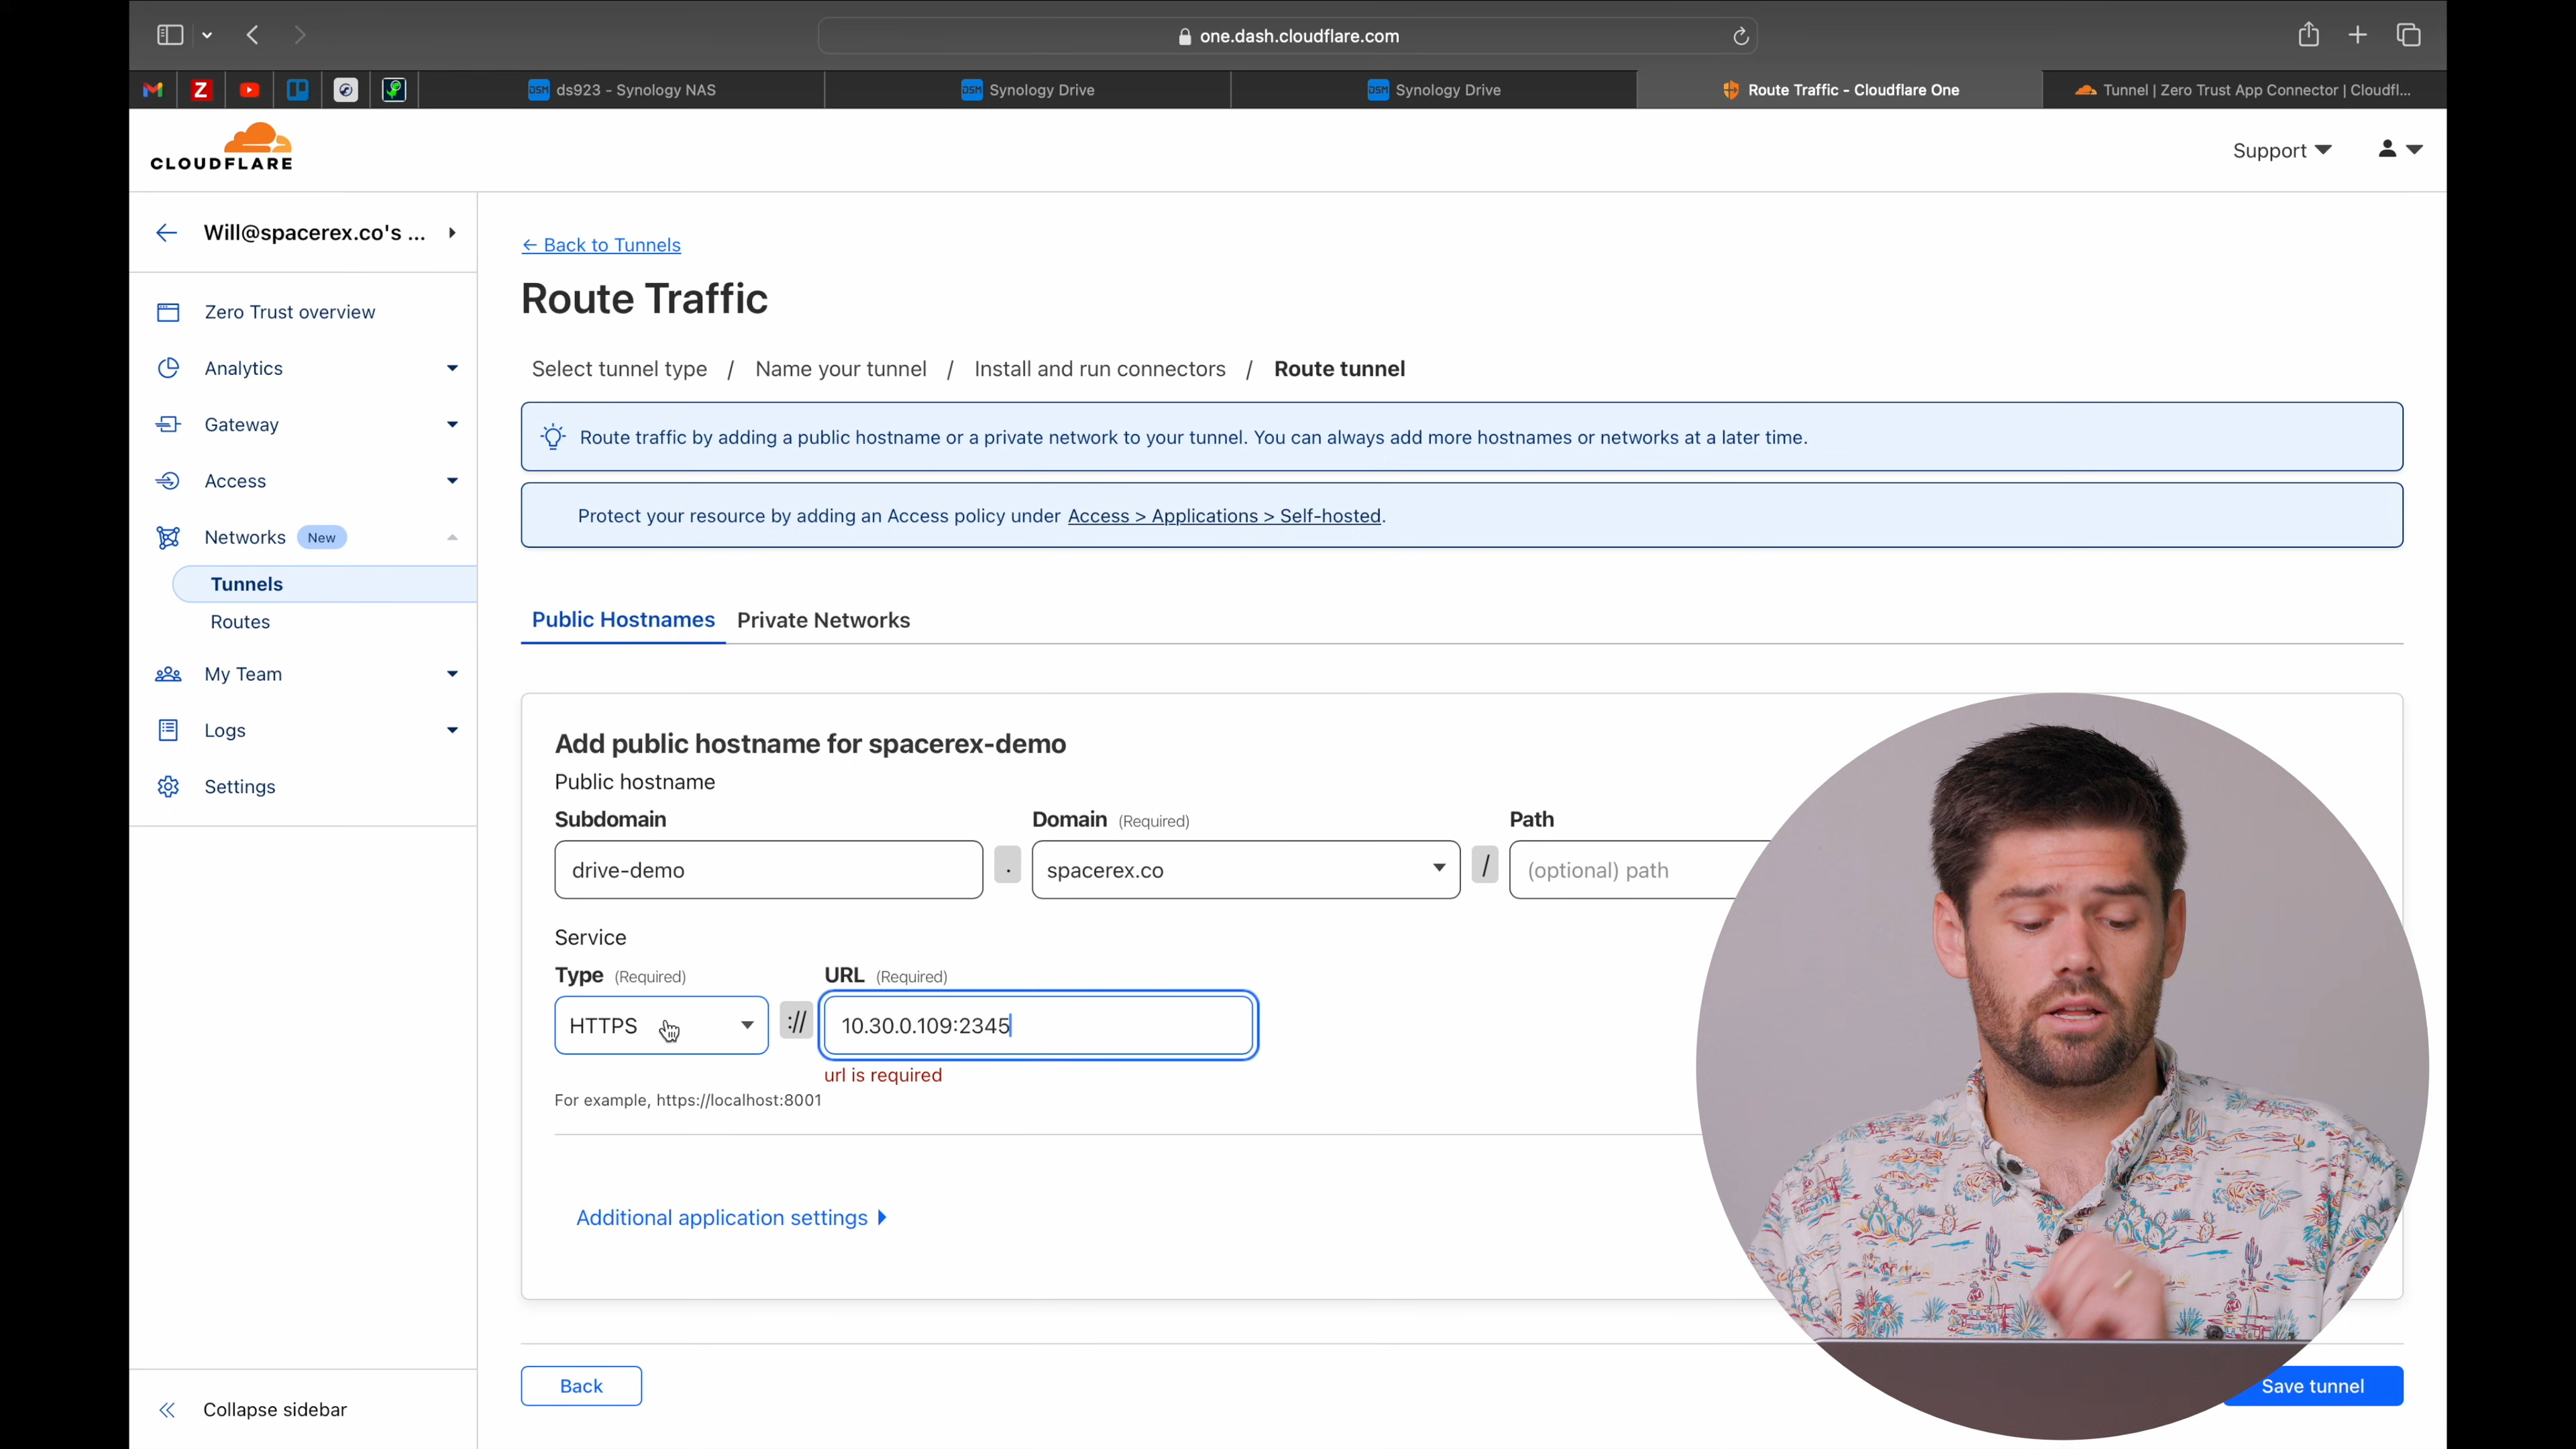 one.dash.cloudflare.com
ds923 - Synology NAS
Synology Drive
Synology Drive
Route Traffic - Cloudflare One
Tunnel | Zero Trust App Connector | Cloudfl...
CLOUDFLARE
Support
Will@spacerex.co's ...
Zero Trust overview
Analytics
Gateway
Access
Networks New
Tunnels
Routes
My Team
Logs
Settings
Collapse sidebar
← Back to Tunnels
Route Traffic
Select tunnel type / Name your tunnel / Install and run connectors / Route tunnel
Route traffic by adding a public hostname or a private network to your tunnel. You can always add more hostnames or networks at a later time.
Protect your resource by adding an Access policy under Access > Applications > Self-hosted.
Public Hostnames Private Networks
Add public hostname for spacerex-demo
Public hostname
Subdomain Domain (Required) Path
drive-demo . spacerex.co / (optional) path
Service
Type (Required) URL (Required)
HTTPS :// 10.30.0.109:2345
url is required
For example, https://localhost:8001
Additional application settings
Back
Save tunnel